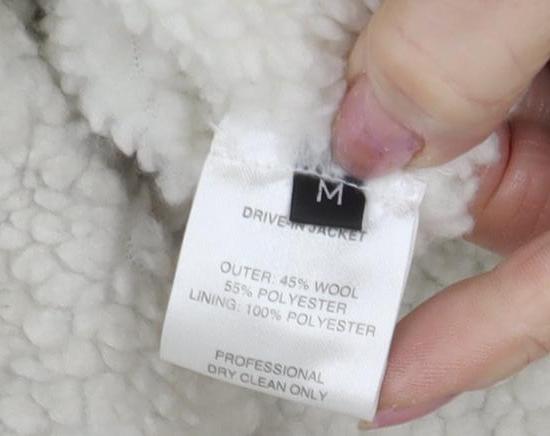 M
DRIVE-IN JACKET
OUTER: 45% WOOL
55% POLYESTER
LINING: 100% POLYESTER
PROFESSIONAL
DRY CLEAN ONLY